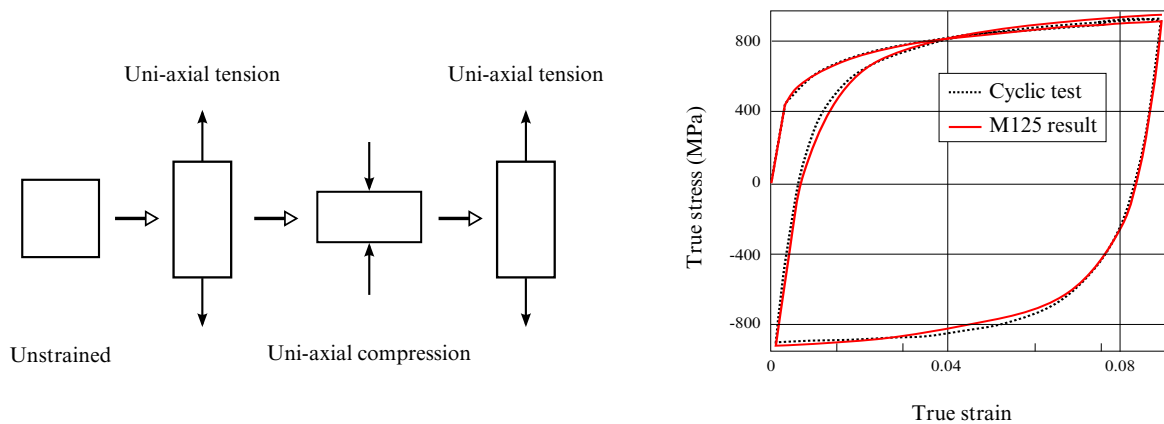 Uni-axial tension
Uni-axial tension
Unstrained
Uni-axial compression
True stress (MPa)
800
400
0
-400
-800
Cyclic test
M125 result
0
0.04
0.08
True strain